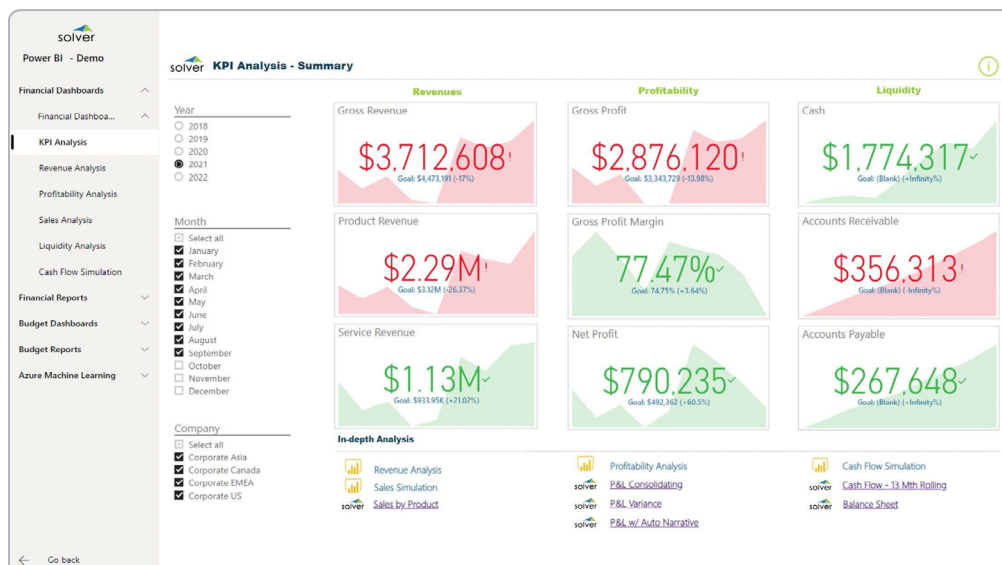 solver
Power BI - Demo
Financial Dashboards
Financial Dashboa...
KPI Analysis
Revenue Analysis
Profitability Analysis
Sales Analysis
Liquidity Analysis
Cash Flow Simulation
Financial Reports
Budget Dashboards
Budget Reports
Azure Machine Learning
Go back
solver KPI Analysis - Summary
i
Year
2018
2019
2020
2021
2022
Month
Select all
January
February
March
April
May
June
July
August
September
October
November
December
Company
Select all
Corporate Asia
Corporate Canada
Corporate EMEA
Corporate US
Revenues
Gross Revenue
$3,712,608!
Goal: $4,473,191 (-17%)
Product Revenue
$2.29M!
Goal: $3.12M (-26.37%)
Service Revenue
$1.13M
Goal: $933.95K (+21.02%)
Profitability
Gross Profit
$2,876,120!
Goal: $3,343,729 (-13.98%)
Gross Profit Margin
77.47%
Goal: 74.75% (+3.64%)
Net Profit
$790,235
Goal: $492,362 (+60.5%)
Liquidity
Cash
$1,774,317
Goal: (Blank) (+Infinity%)
Accounts Receivable
$356,313!
Goal: (Blank) (-Infinity%)
Accounts Payable
$267,648
Goal: (Blank) (+Infinity%)
In-depth Analysis
Revenue Analysis
Sales Simulation
solver Sales by Product
Profitability Analysis
solver P&L Consolidating
solver P&L Variance
solver P&L w/ Auto Narrative
Cash Flow Simulation
solver Cash Flow - 13 Mth Rolling
solver Balance Sheet